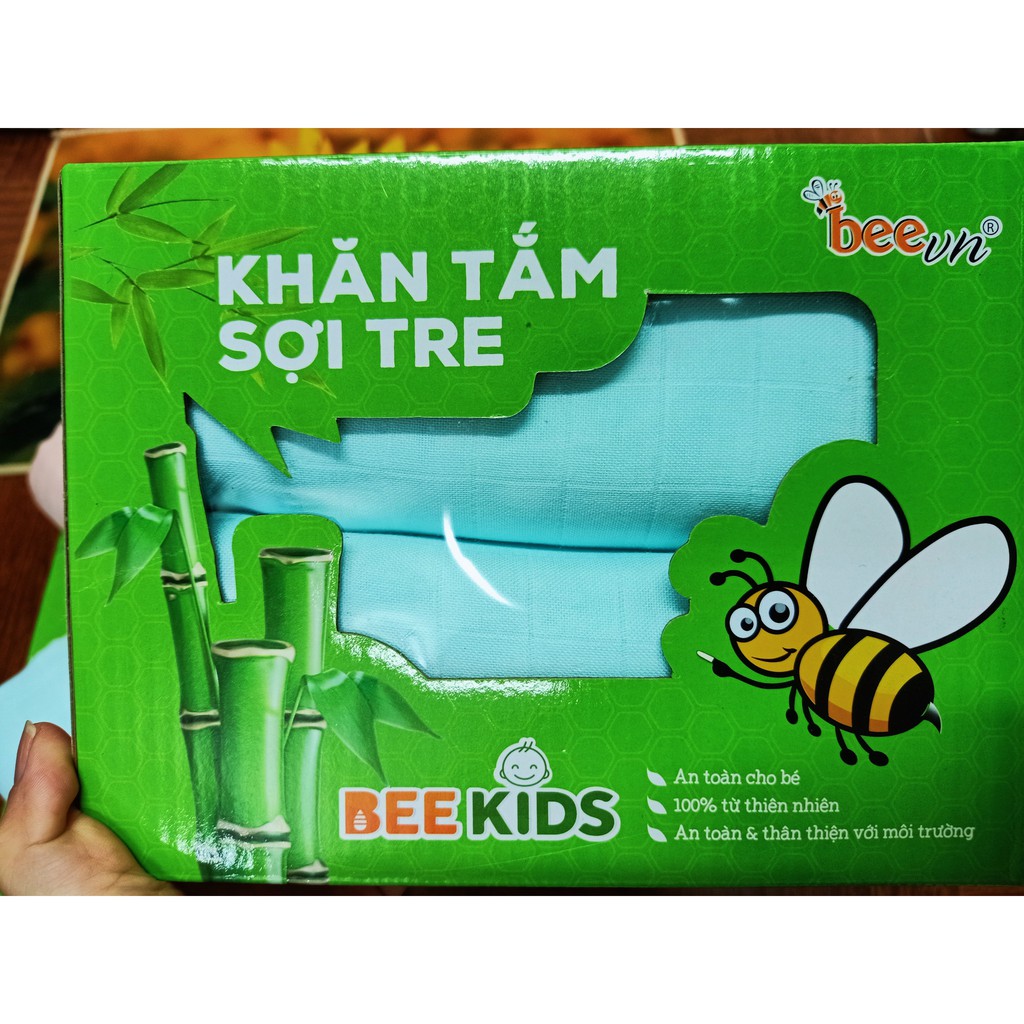 beevn®
KHĂN TẮM
SỢI TRE
BEE KIDS
An toàn cho bé
100% từ thiên nhiên
An toàn & thân thiện với môi trường